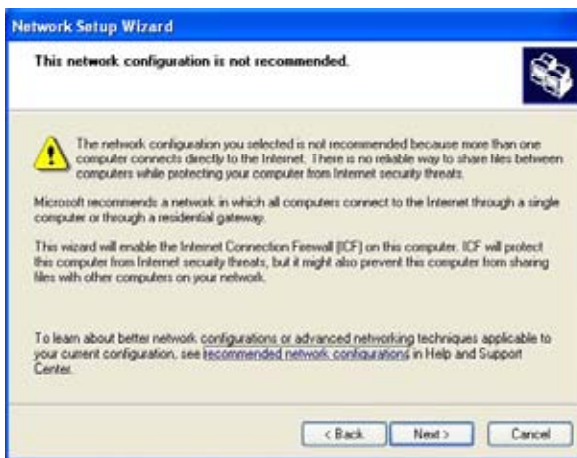 Network Setup Wizard
This network configuration is not recommended.
The network configuration you selected is not recommended because more than one
computer connects directly to the Internet. There is no reliable way to share files between
computers while protecting your computer from Internet security threats.
Microsoft recommends a network in which all computers connect to the Internet through a single
computer or through a residential gateway.
This wizard will enable the Internet Connection Firewall (ICF) on this computer. ICF will protect
this computer from Internet security threats, but it might also prevent this computer from sharing
files with other computers on your network.
To learn about better network configurations or advanced networking techniques applicable to
your current configuration, see recommended network configurations in Help and Support
Center.
< Back Next > Cancel